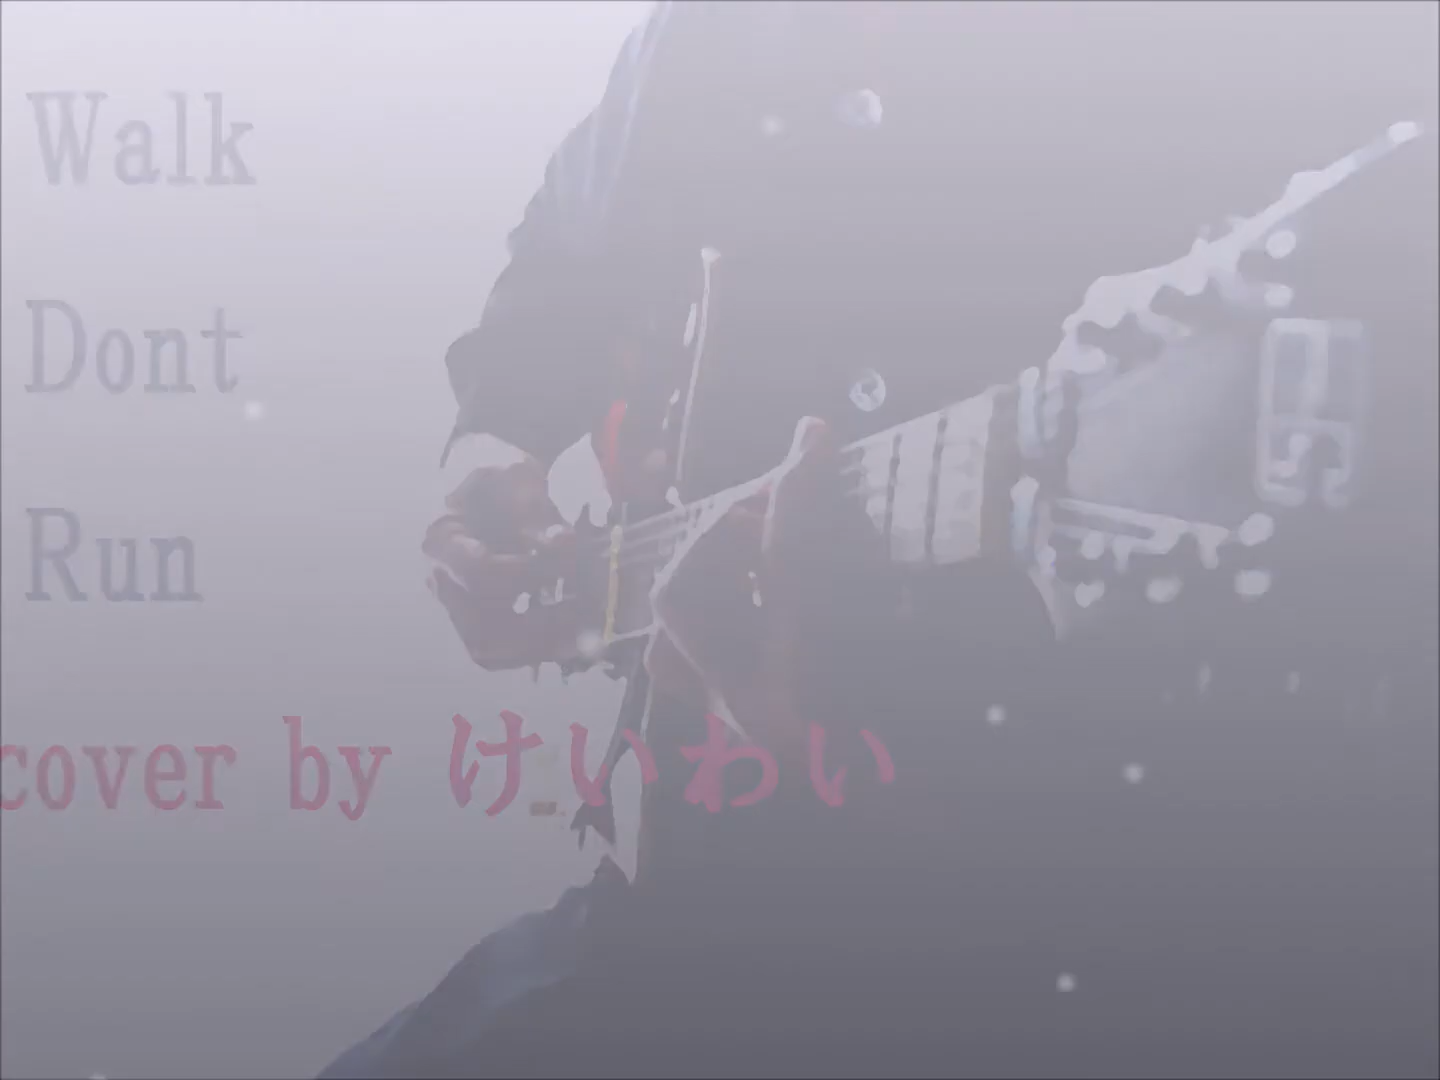 Walk
Dont
Run
cover by けいわい